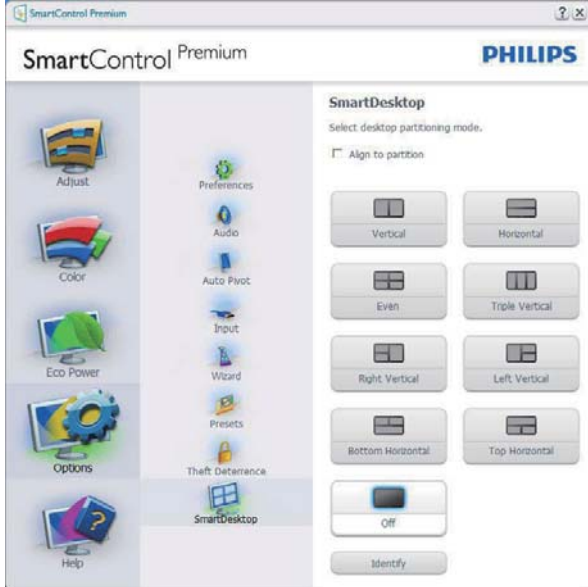 SmartControl Premium
SmartControl Premium
PHILIPS
Adjust
Color
Eco Power
Options
Help
Preferences
Audio
Auto Pivot
Input
Wizard
Presets
Theft Deterrence
SmartDesktop
SmartDesktop
Select desktop partitioning mode.
Align to partition
Vertical
Horizontal
Even
Triple Vertical
Right Vertical
Left Vertical
Bottom Horizontal
Top Horizontal
Off
Identify